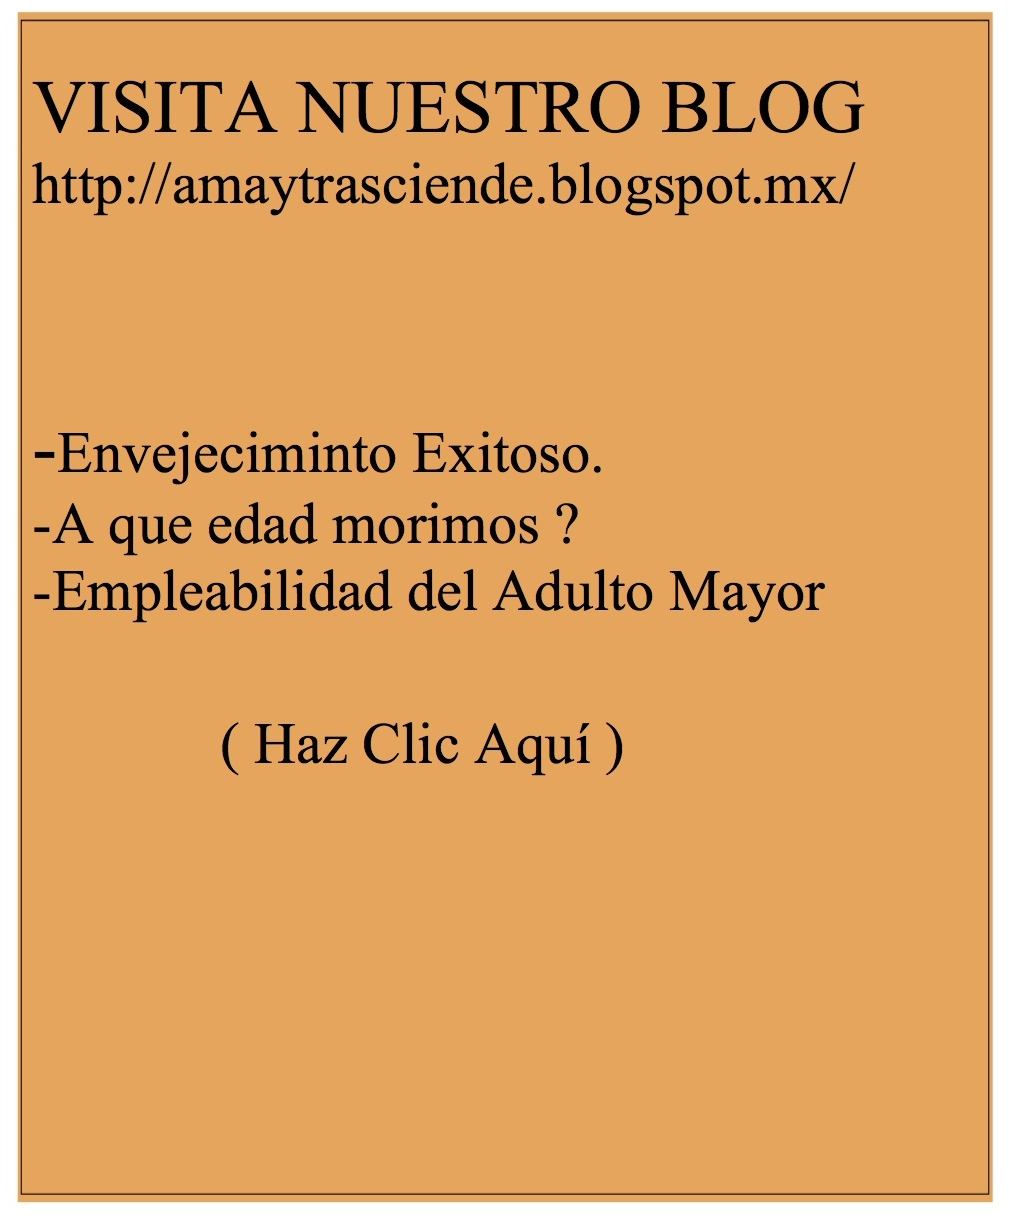 VISITA NUESTRO BLOG
http://amaytrasciende.blogspot.mx/
-Envejeciminto Exitoso.
-A que edad morimos ?
-Empleabilidad del Adulto Mayor
( Haz Clic Aquí )